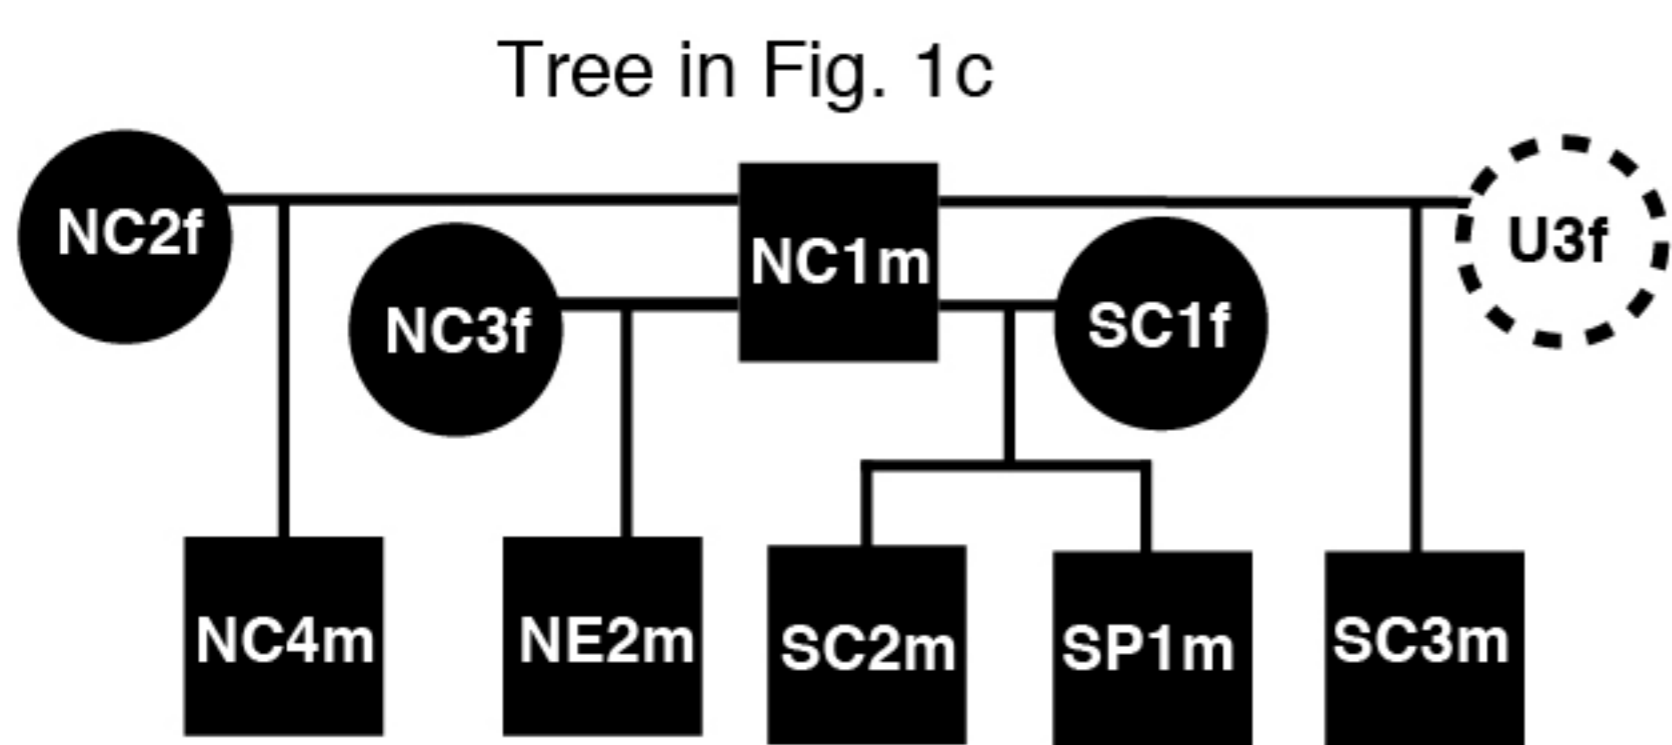 Tree in Fig. 1c
NC2f
NC3f
NC1m
SC1f
U3f
NC4m
NE2m
SC2m
SP1m
SC3m